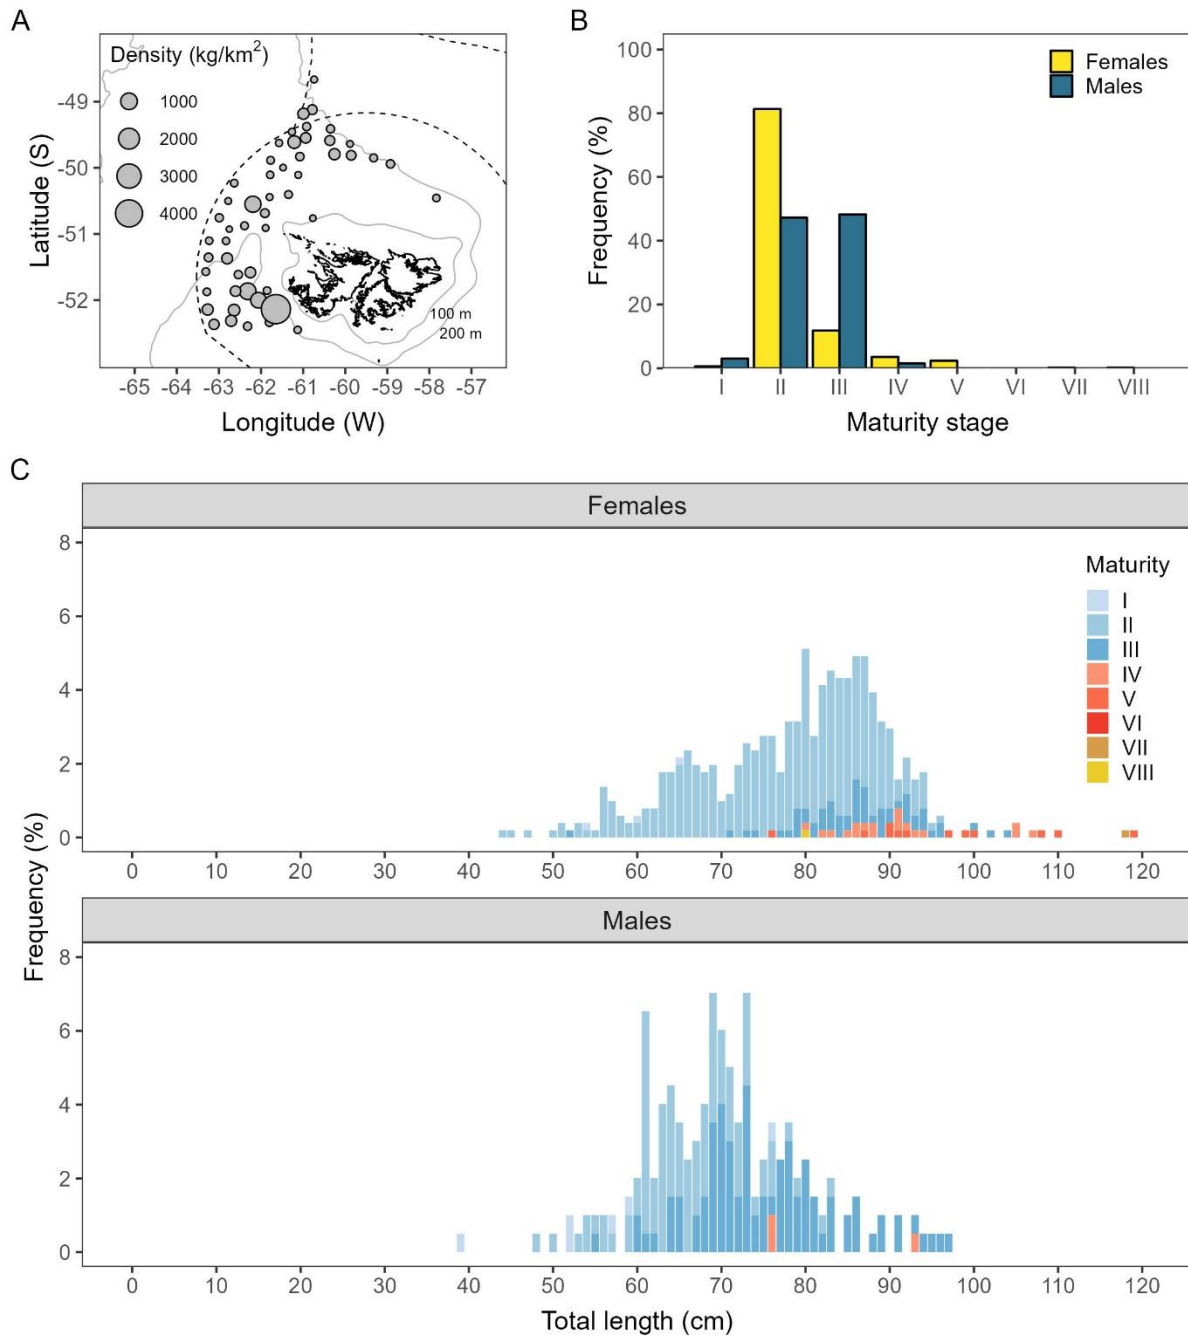 A
Density (kg/km²)
1000
2000
3000
4000
-49
-50
-51
-52
Latitude (S)
100 m
200 m
-65 -64 -63 -62 -61 -60 -59 -58 -57
Longitude (W)
B
100
80
60
40
20
0
Frequency (%)
Females
Males
I II III IV V VI VII VIII
Maturity stage
C
Females
8
6
4
2
0
Maturity
I
II
III
IV
V
VI
VII
VIII
0 10 20 30 40 50 60 70 80 90 100 110 120
Frequency (%)
Males
8
6
4
2
0
0 10 20 30 40 50 60 70 80 90 100 110 120
Total length (cm)